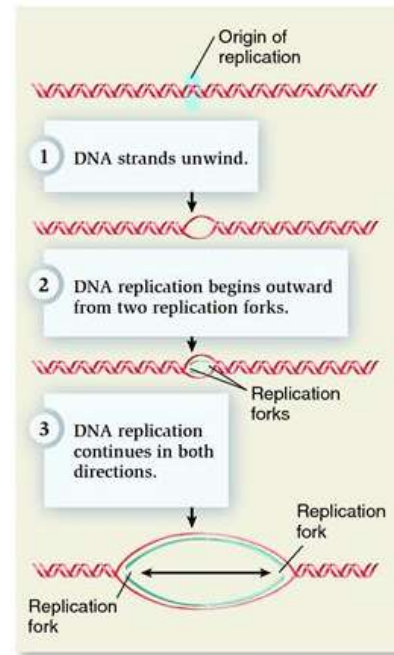 Origin of
replication
1 DNA strands unwind.
2 DNA replication begins outward
from two replication forks.
Replication
forks
3 DNA replication
continues in both
directions.
Replication
fork
Replication
fork